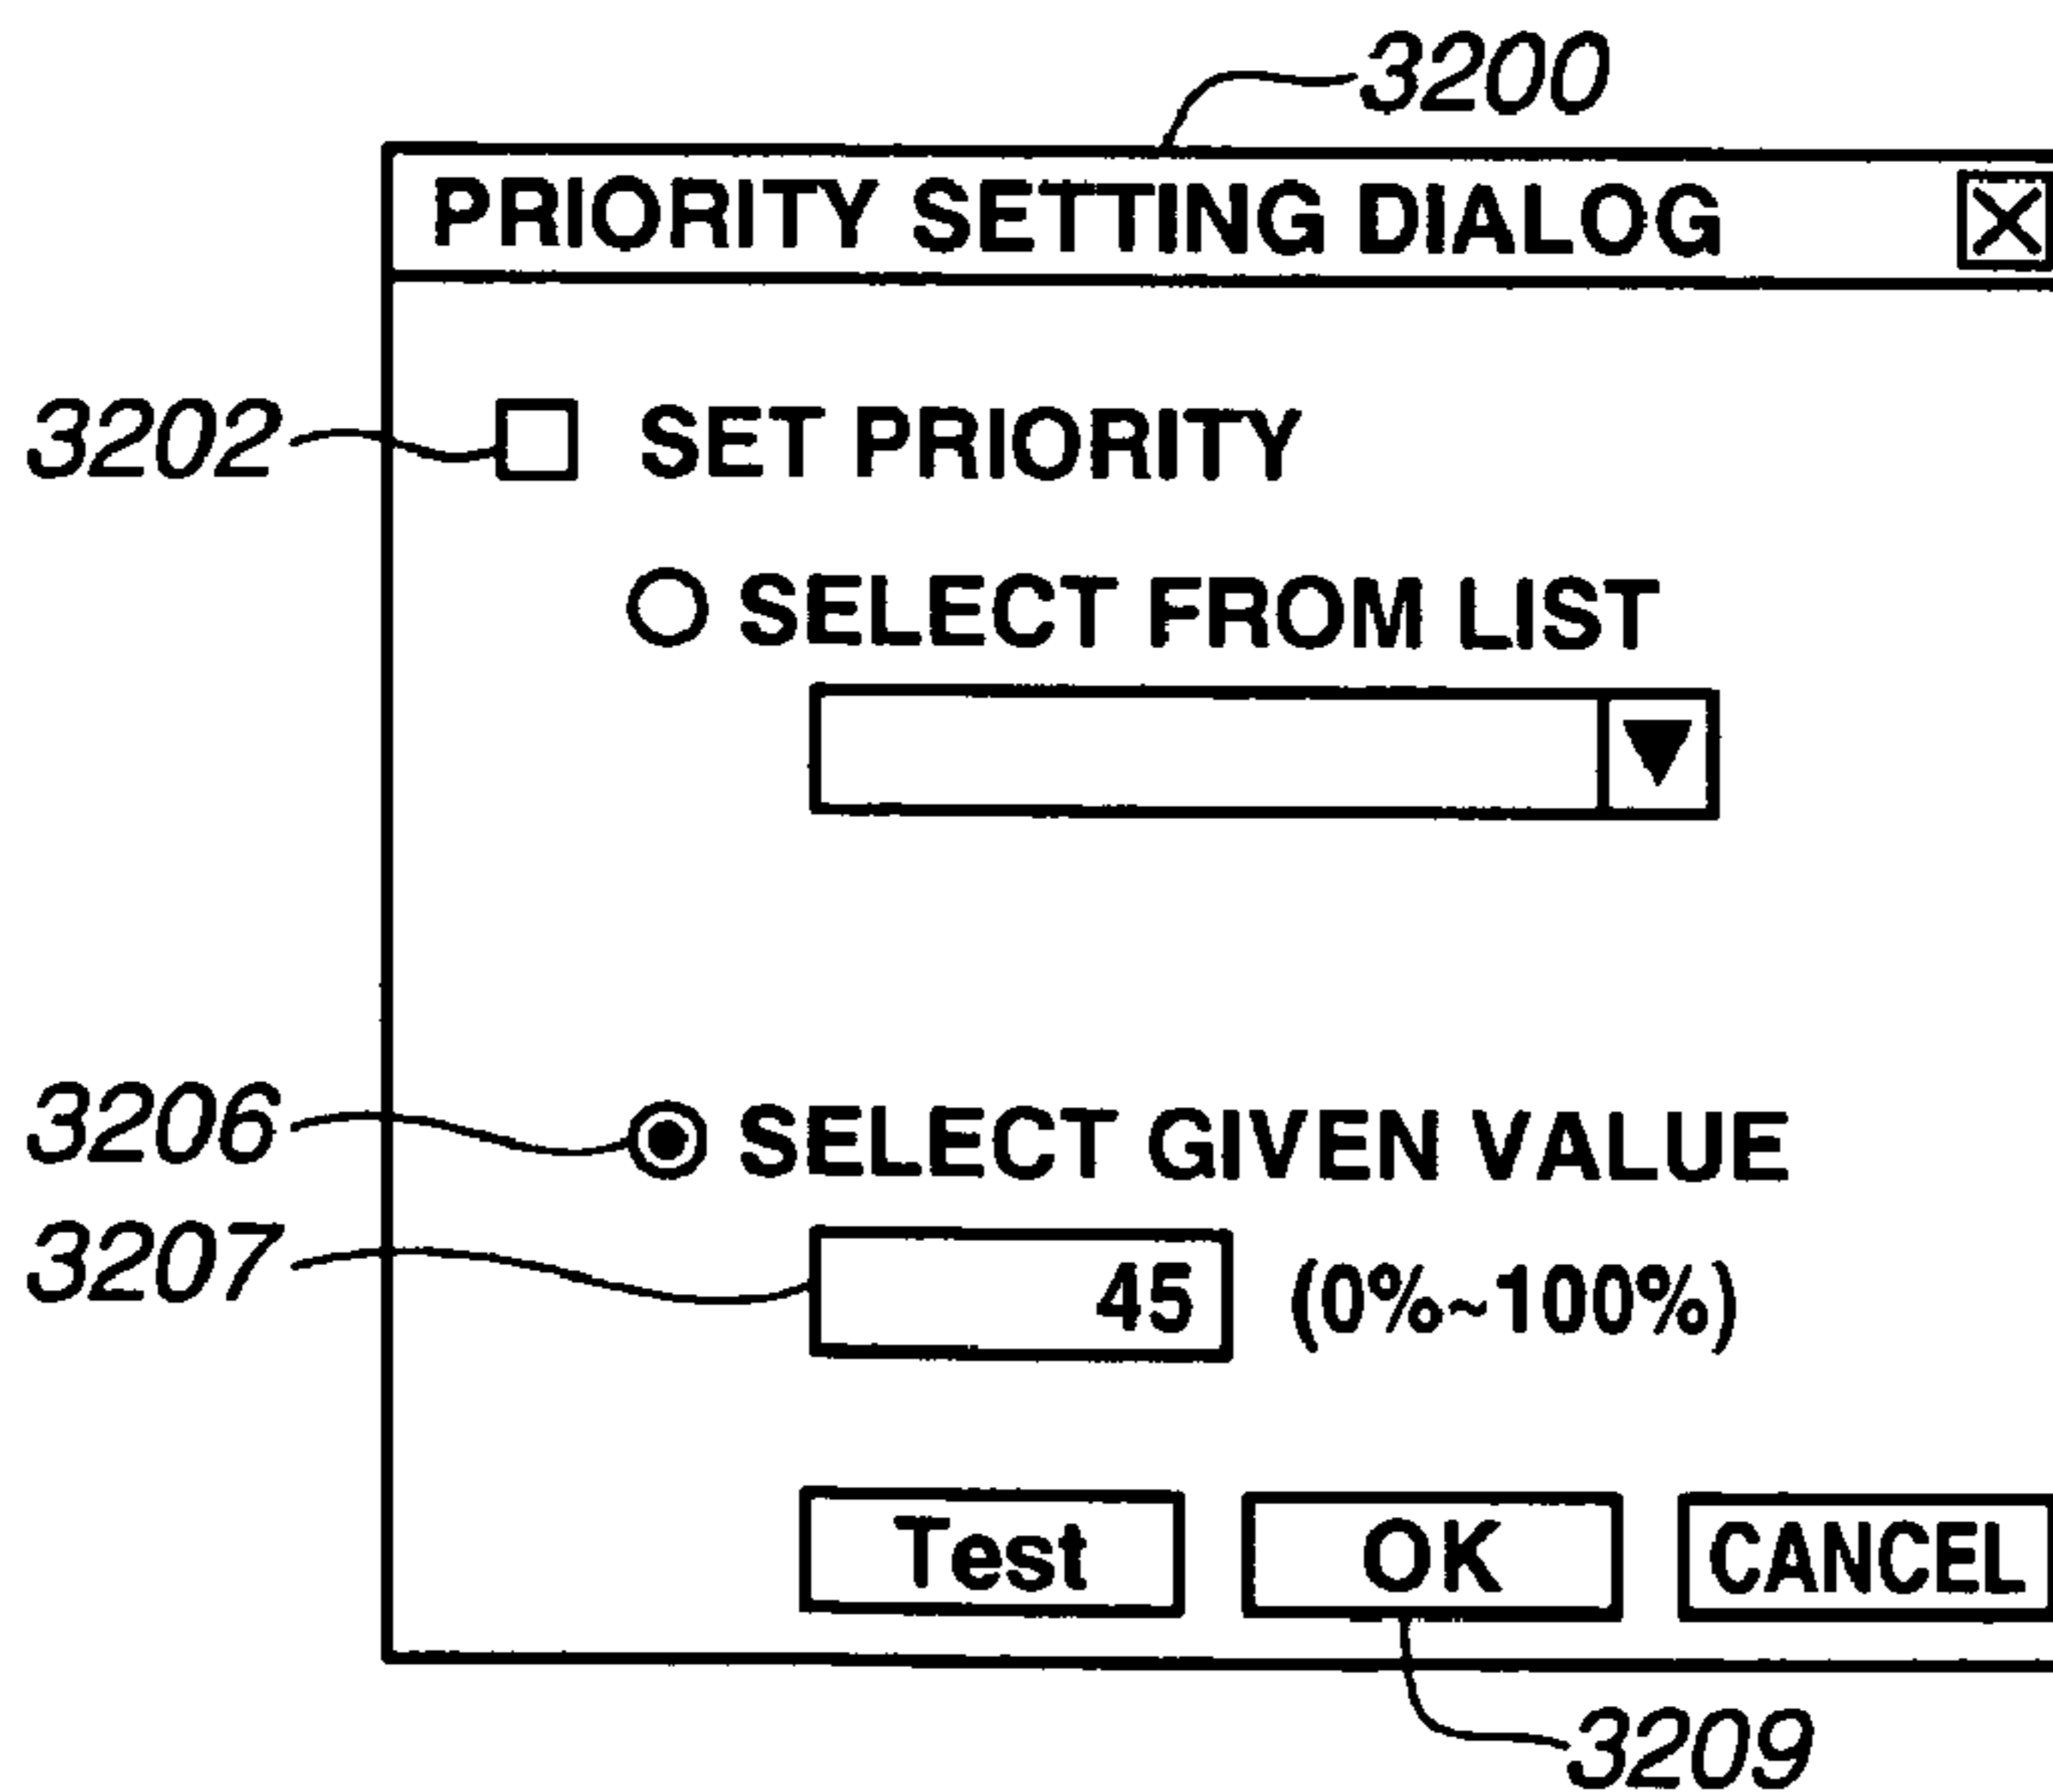 3200
PRIORITY SETTING DIALOG
3202 SET PRIORITY
SELECT FROM LIST
3206 SELECT GIVEN VALUE
3207 45 (0%~100%)
Test OK CANCEL
3209